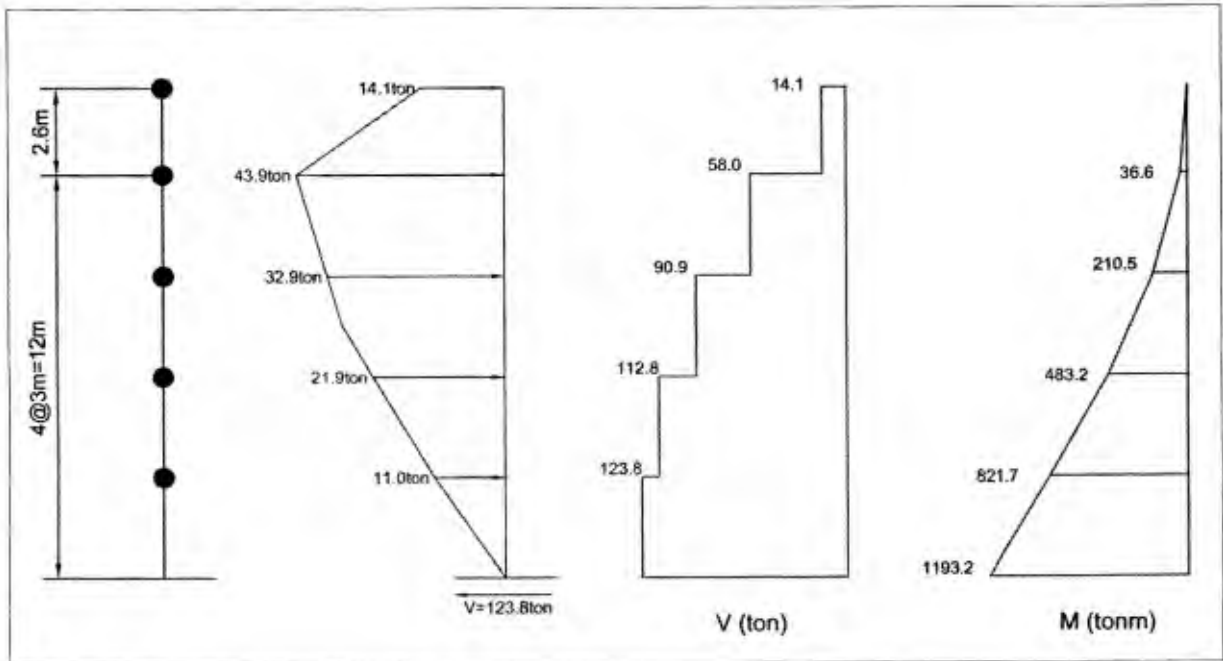 2.6m
4@3m=12m
14.1ton
43.9ton
32.9ton
21.9ton
11.0ton
V=123.8ton
14.1
58.0
90.9
112.8
123.8
V (ton)
36.6
210.5
483.2
821.7
1193.2
M (tonm)